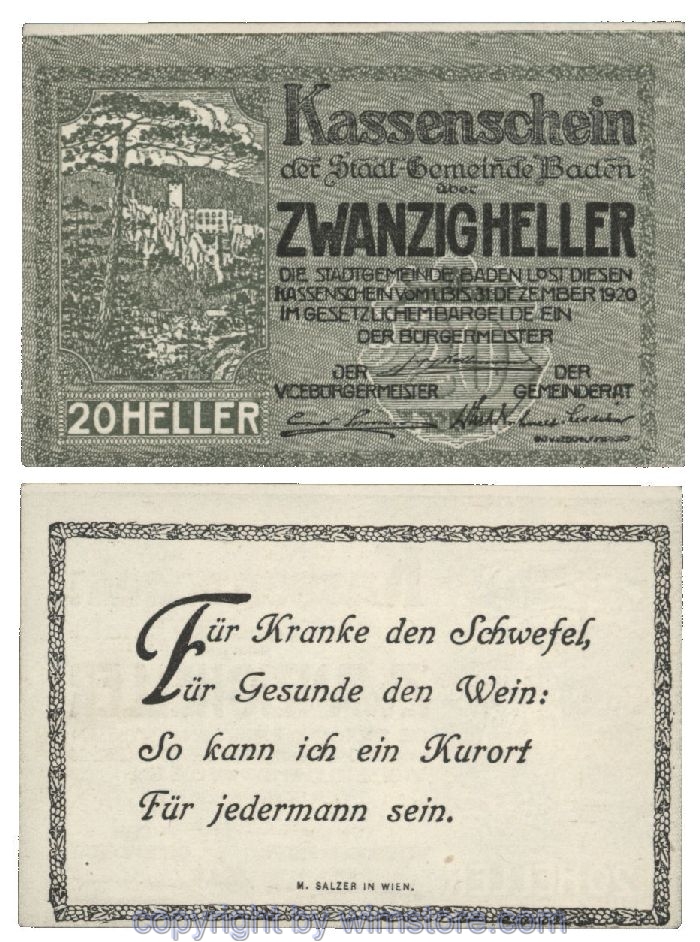 Kassenschein
der Stadt-Gemeinde Baden
über
ZWANZIG HELLER
DIE STADTGEMEINDE BADEN LÖST DIESEN
KASSENSCHEIN VOM 1. BIS 31. DEZEMBER 1920
IM GESETZLICHEM BARGELDE EIN
DER BÜRGERMEISTER
DER
VICEBÜRGERMEISTER
DER
GEMEINDERAT
20
20 HELLER
Für Kranke den Schwefel,
Für Gesunde den Wein:
So kann ich ein Kurort
Für jedermann sein.
M. SALZER IN WIEN.
copyright by wimstore.com